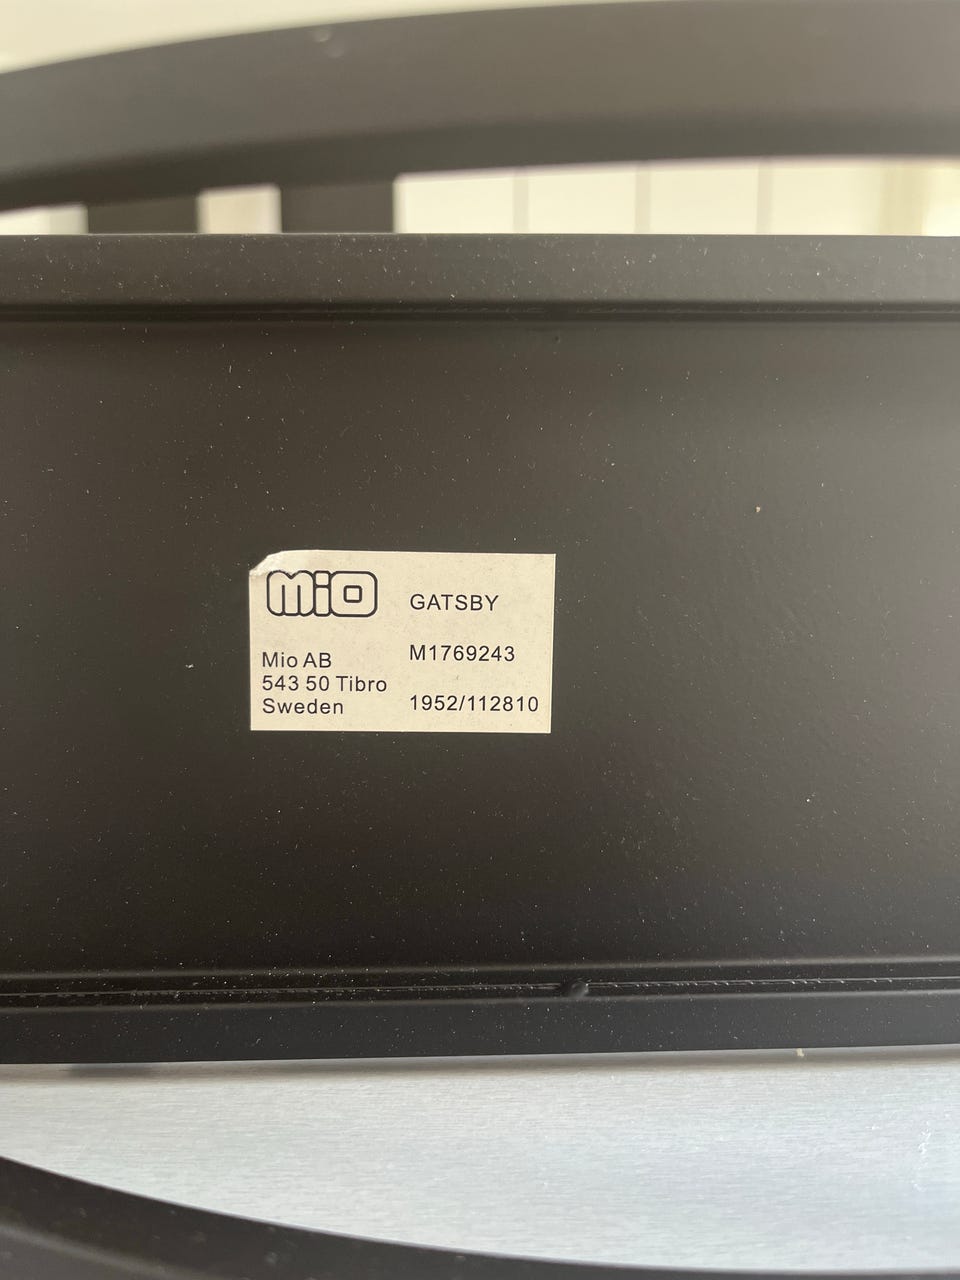 mio
GATSBY
Mio AB
543 50 Tibro
Sweden
M1769243
1952/112810